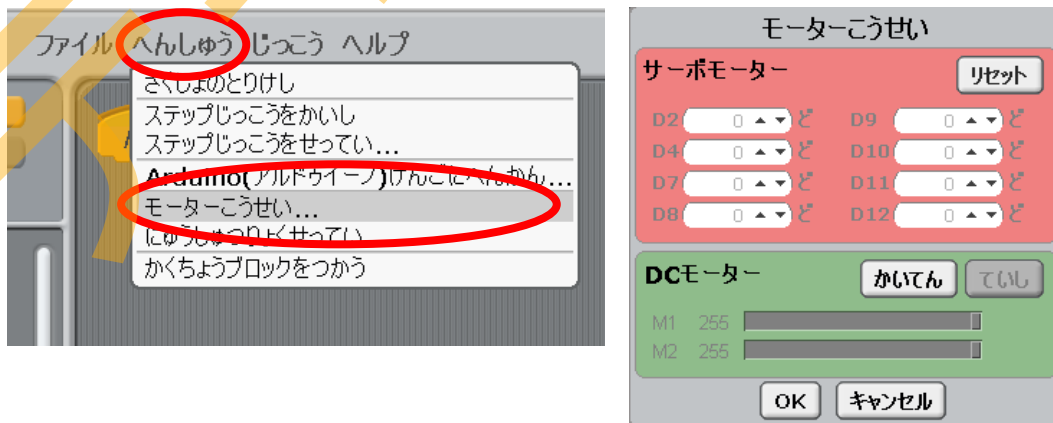 ファイル へんしゅう じっこう ヘルプ
さくじょのとりけし
ステップじっこうをかいし
ステップじっこうをせってい...
Arduino(アルドゥイーノ)げんごにへんかん...
モーターこうせい...
にゅうしゅつりょくせってい
かくちょうブロックをつかう
モーターこうせい
サーボモーター リセット
D2 0 ど D9 0 ど
D4 0 ど D10 0 ど
D7 0 ど D11 0 ど
D8 0 ど D12 0 ど
DCモーター かいてん ていし
M1 255
M2 255
OK キャンセル